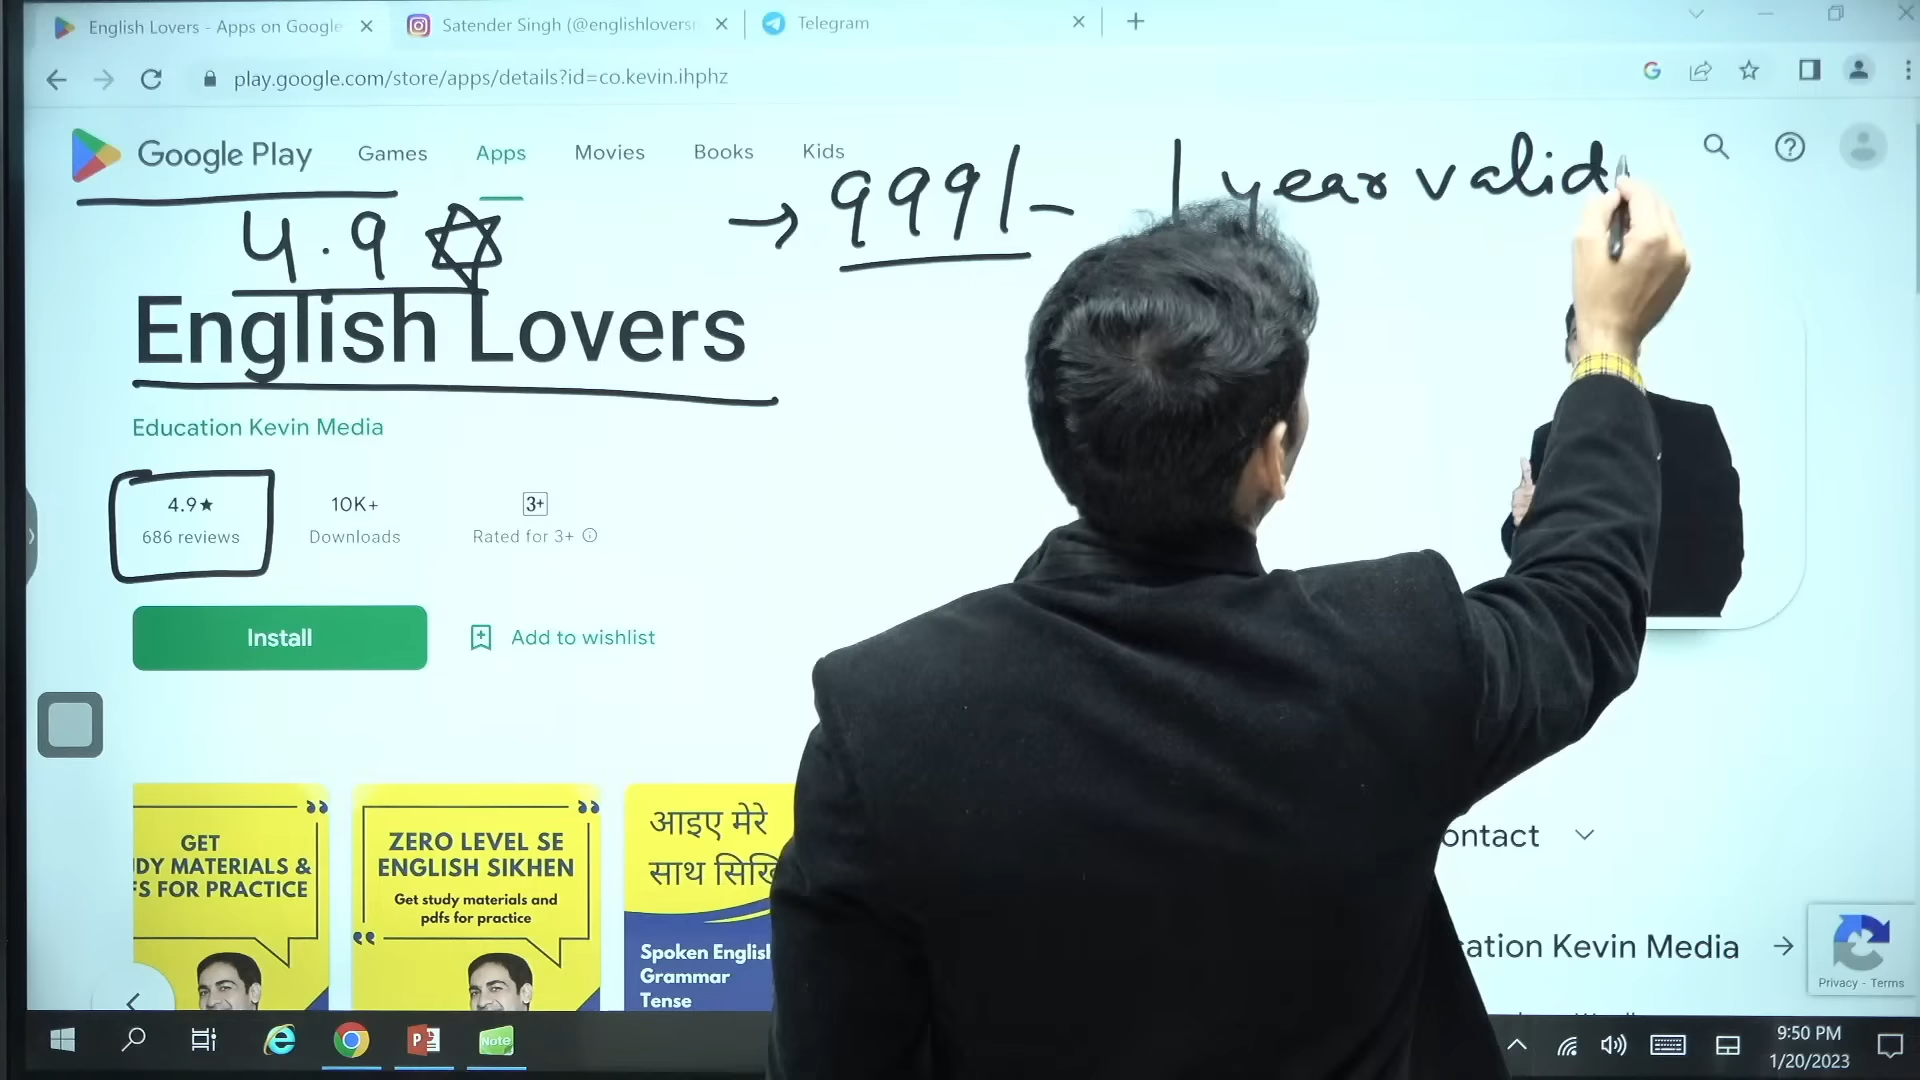 English Lovers - Apps on Google
Satender Singh (@englishlovers
Telegram
play.google.com/store/apps/details?id=co.kevin.ihphz
Google Play
Games
Apps
Movies
Books
Kids
→ 999/- 1 year valid
4.9
English Lovers
Education Kevin Media
4.9★
686 reviews
10K+
Downloads
3+
Rated for 3+
Install
Add to wishlist
GET
DY MATERIALS &
FS FOR PRACTICE
ZERO LEVEL SE
ENGLISH SIKHEN
Get study materials and
pdfs for practice
आइए मेरे
साथ सिखि
Spoken English
Grammar
Tense
ontact
cation Kevin Media →
Privacy - Terms
Note
9:50 PM
1/20/2023